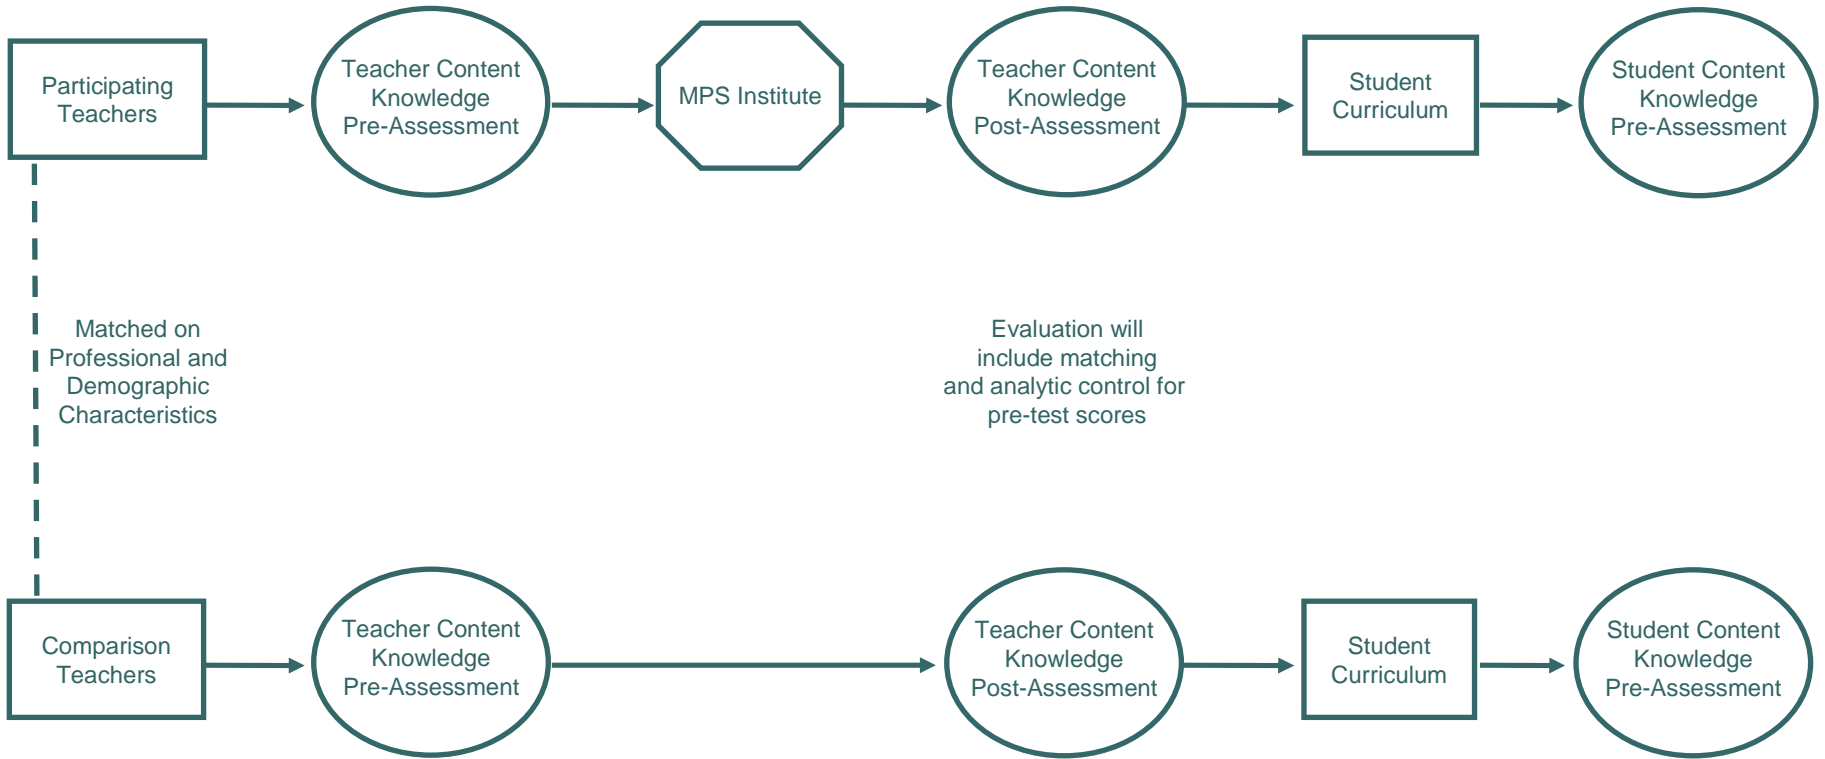 Participating
Teachers
Teacher Content
Knowledge
Pre-Assessment
MPS Institute
Teacher Content
Knowledge
Post-Assessment
Student
Curriculum
Student Content
Knowledge
Pre-Assessment
Matched on
Professional and
Demographic
Characteristics
Evaluation will
include matching
and analytic control for
pre-test scores
Comparison
Teachers
Teacher Content
Knowledge
Pre-Assessment
Teacher Content
Knowledge
Post-Assessment
Student
Curriculum
Student Content
Knowledge
Pre-Assessment